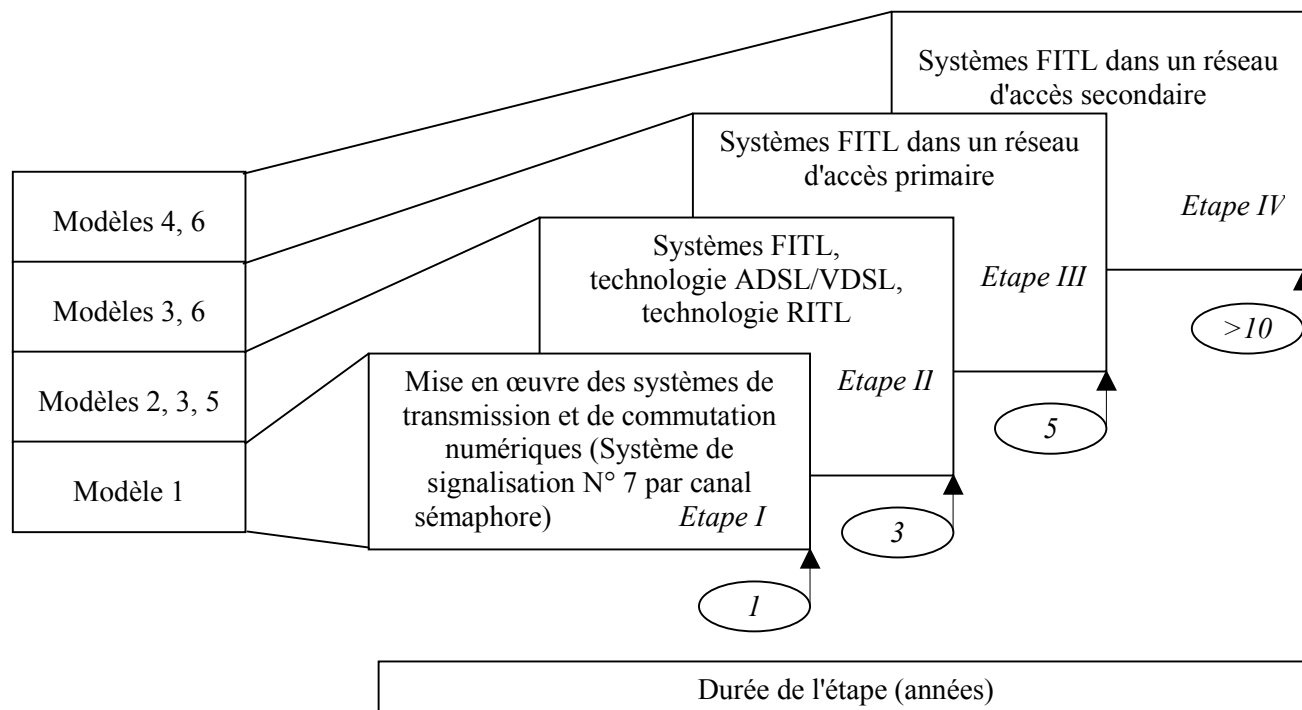 Systèmes FITL dans un réseau
d'accès secondaire
Etape IV
>10
Systèmes FITL dans un réseau
d'accès primaire
Etape III
5
Systèmes FITL,
technologie ADSL/VDSL,
technologie RITL
Etape II
3
Mise en œuvre des systèmes de
transmission et de commutation
numériques (Système de
signalisation N° 7 par canal
sémaphore) Etape I
1
Modèles 4, 6
Modèles 3, 6
Modèles 2, 3, 5
Modèle 1
Durée de l'étape (années)